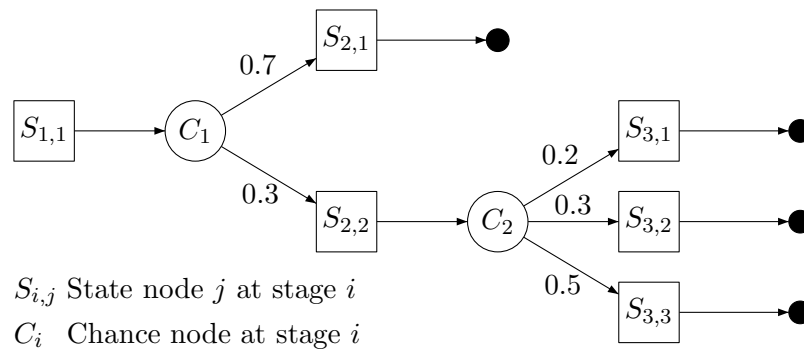 S_{2,1}
0.7
S_{1,1}
C_1
S_{3,1}
0.2
0.3
0.3
S_{2,2}
C_2
S_{3,2}
0.5
S_{3,3}
S_{i,j} State node j at stage i
C_i Chance node at stage i